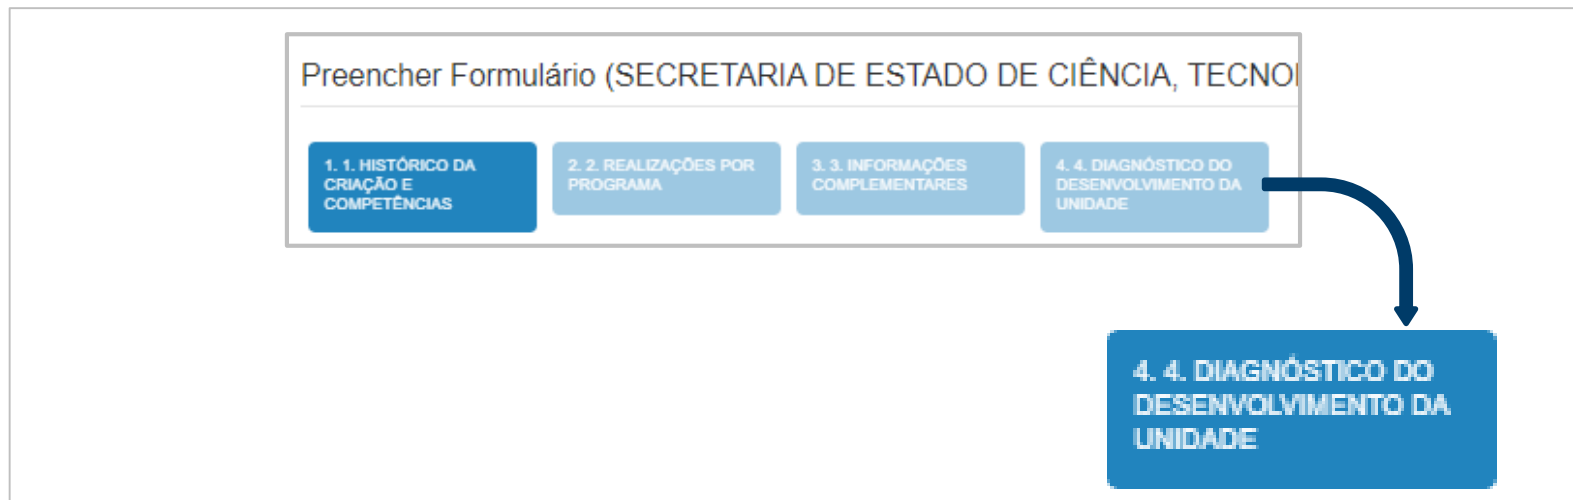 Preencher Formulário (SECRETARIA DE ESTADO DE CIÊNCIA,
1. 1. HISTÓRICO DA
CRIAÇÃO E
COMPETÊNCIAS
2. 2. REALIZAÇÕES POR
PROGRAMA
3. 3. INFORMAÇÕES
COMPLEMENTARES
4. 4. DIAGNÓSTICO DO
DESENVOLVIMENTO DA
UNIDADE
4. 4. DIAGNÓSTICO DO
DESENVOLVIMENTO DA
UNIDADE